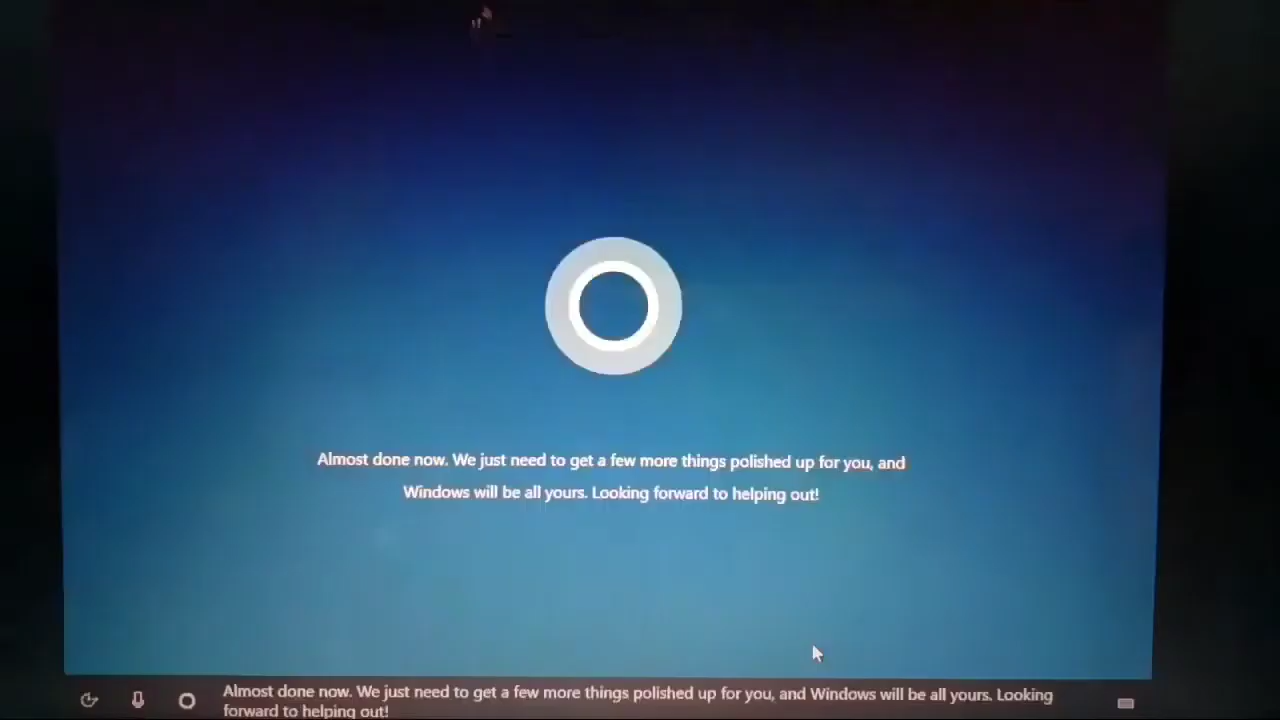 Almost done now. We just need to get a few more things polished up for you, and
Windows will be all yours. Looking forward to helping out!
Almost done now. We just need to get a few more things polished up for you, and Windows will be all yours. Looking
forward to helping out!